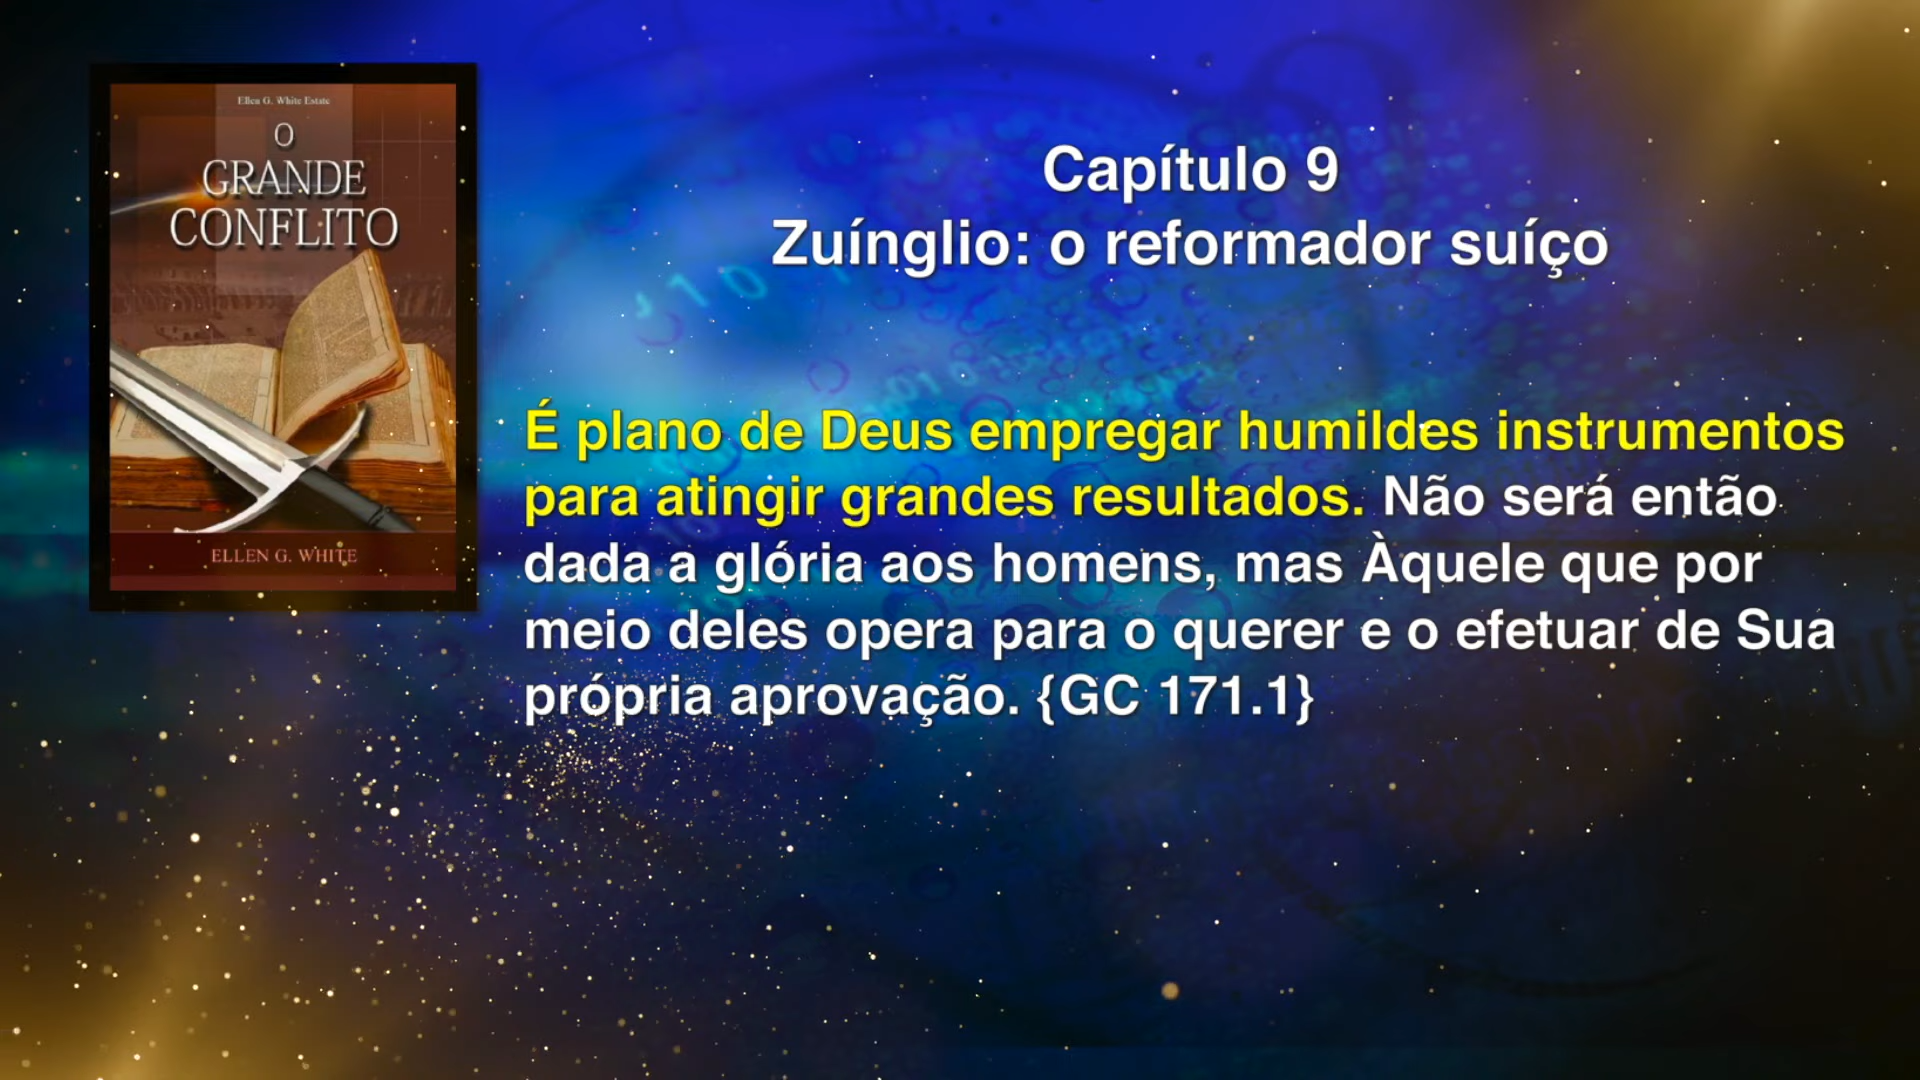 Ellen G. White Estate
O
GRANDE
CONFLITO
ELLEN G. WHITE
Capítulo 9
Zuínglio: o reformador suíço
É plano de Deus empregar humildes instrumentos
para atingir grandes resultados. Não será então
dada a glória aos homens, mas Àquele que por
meio deles opera para o querer e o efetuar de Sua
própria aprovação. {GC 171.1}